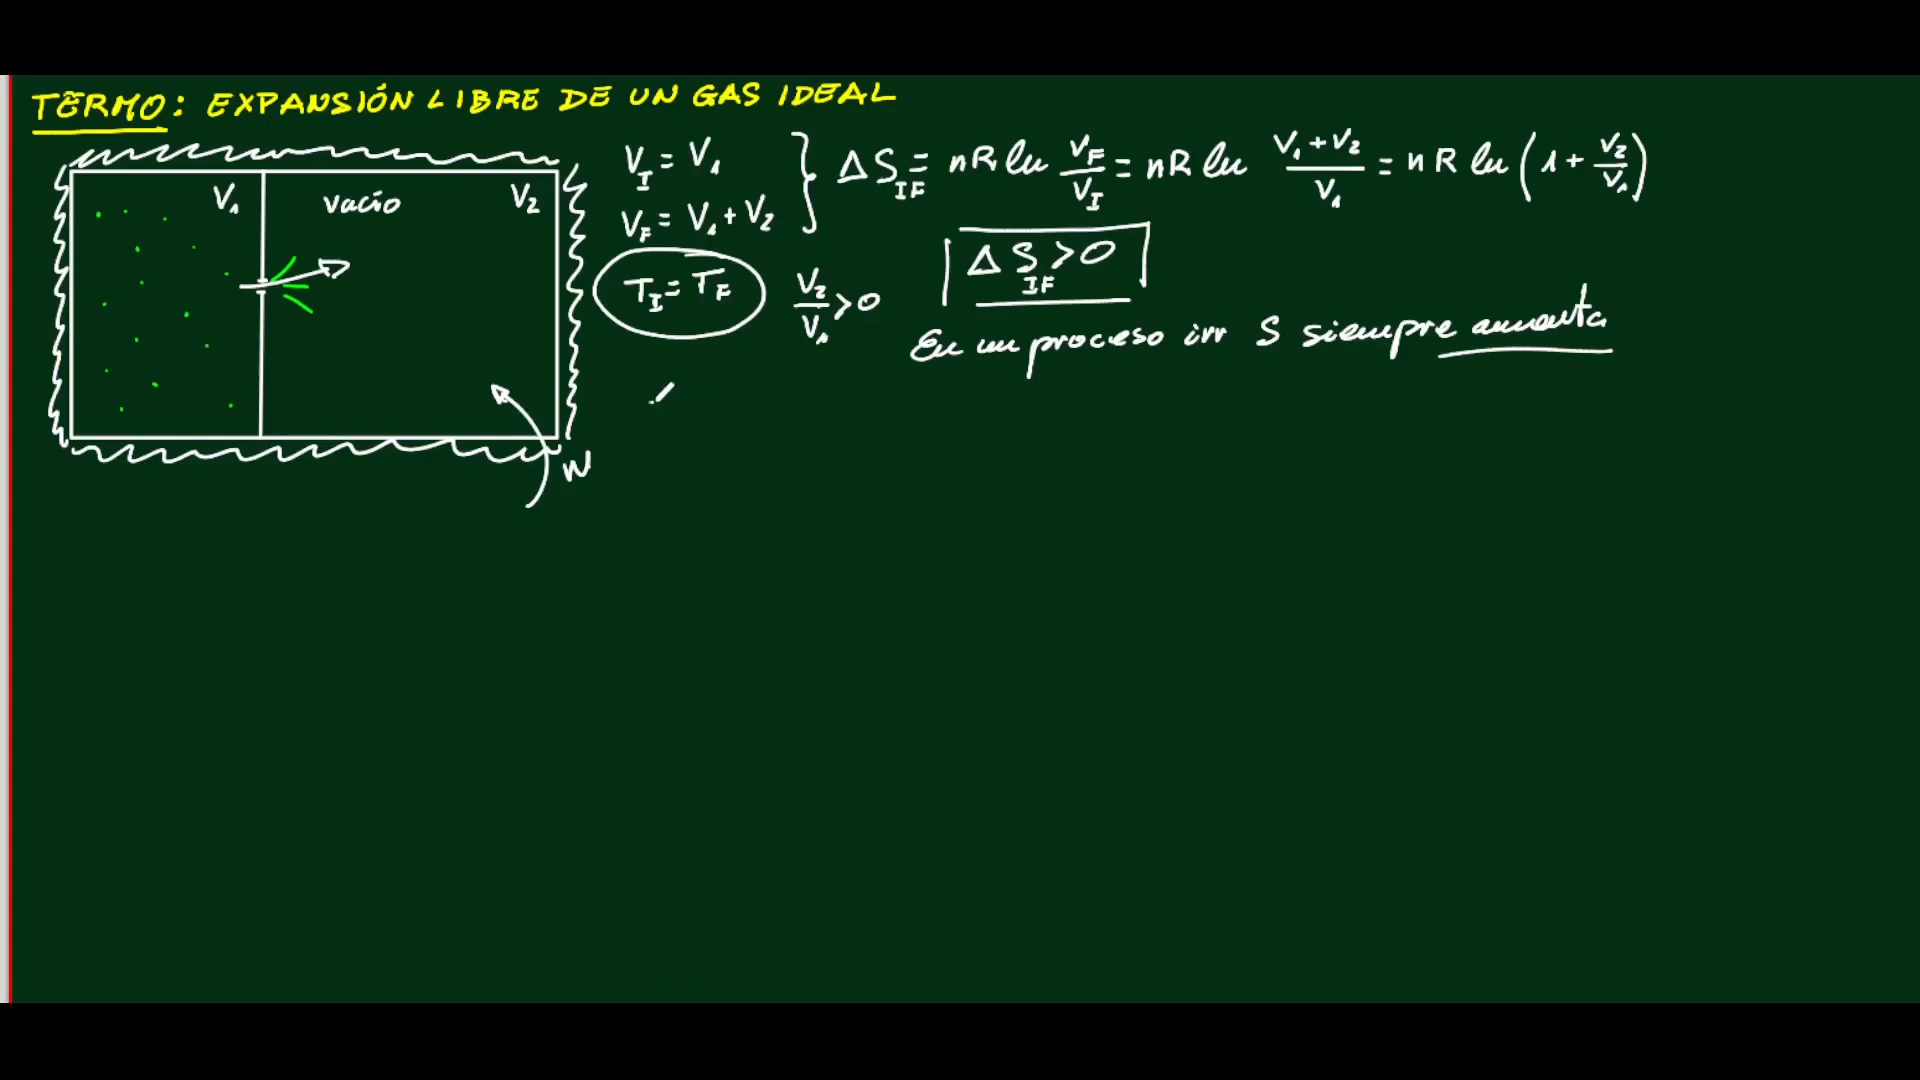 TERMO: EXPANSIÓN LIBRE DE UN GAS IDEAL
V₁ vacio V₂
V_I = V₁
V_F = V₁ + V₂
ΔS_IF = nR ln V_F/V_I = nR ln (V₁+V₂)/V₁ = nR ln (1 + V₂/V₁)
T_I = T_F
V₂/V₁ > 0
ΔS_IF > 0
En un proceso irr S siempre aumenta
W